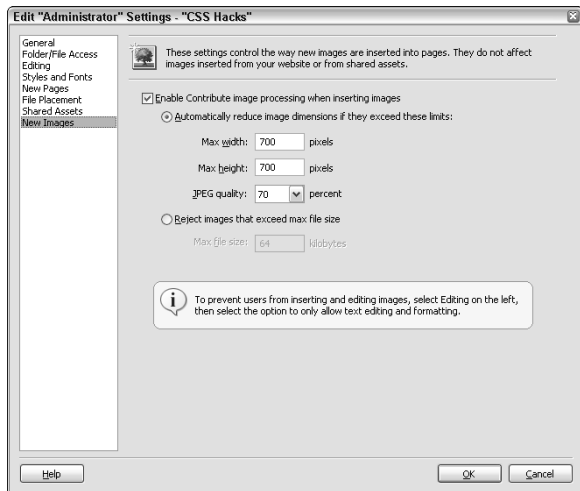 Edit "Administrator" Settings - "CSS Hacks"
General
Folder/File Access
Editing
Styles and Fonts
New Pages
File Placement
Shared Assets
New Images
These settings control the way new images are inserted into pages. They do not affect
images inserted from your website or from shared assets.
Enable Contribute image processing when inserting images
Automatically reduce image dimensions if they exceed these limits:
Max width: 700 pixels
Max height: 700 pixels
JPEG quality: 70 percent
Reject images that exceed max file size
Max file size: 64 kilobytes
To prevent users from inserting and editing images, select Editing on the left,
then select the option to only allow text editing and formatting.
Help
OK
Cancel